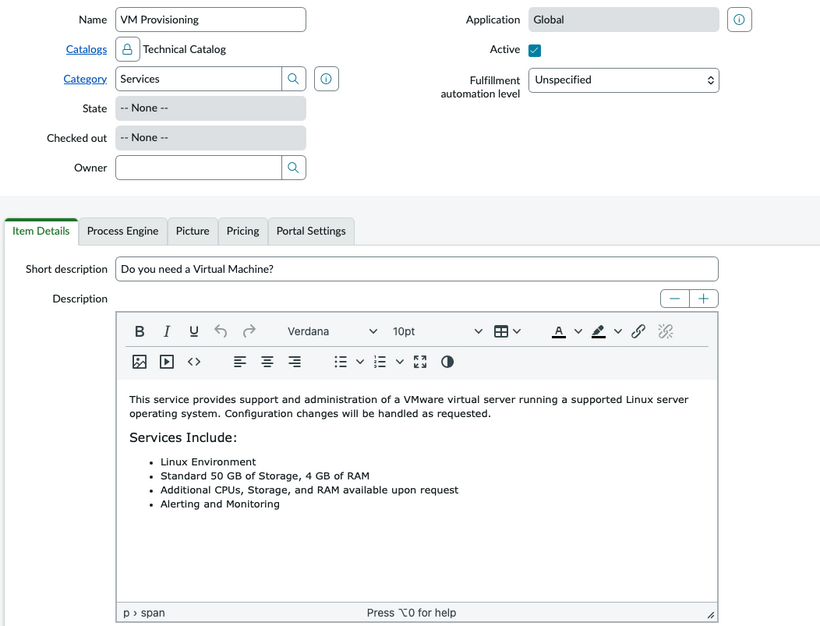 Name VM Provisioning
Application Global
Catalogs Technical Catalog
Active
Category Services
Fulfillment
automation level Unspecified
State -- None --
Checked out -- None --
Owner
Item Details Process Engine Picture Pricing Portal Settings
Short description Do you need a Virtual Machine?
Description
B I U Verdana 10pt A
This service provides support and administration of a VMware virtual server running a supported Linux server
operating system. Configuration changes will be handled as requested.
Services Include:
• Linux Environment
• Standard 50 GB of Storage, 4 GB of RAM
• Additional CPUs, Storage, and RAM available upon request
• Alerting and Monitoring
p › span Press ⌥0 for help